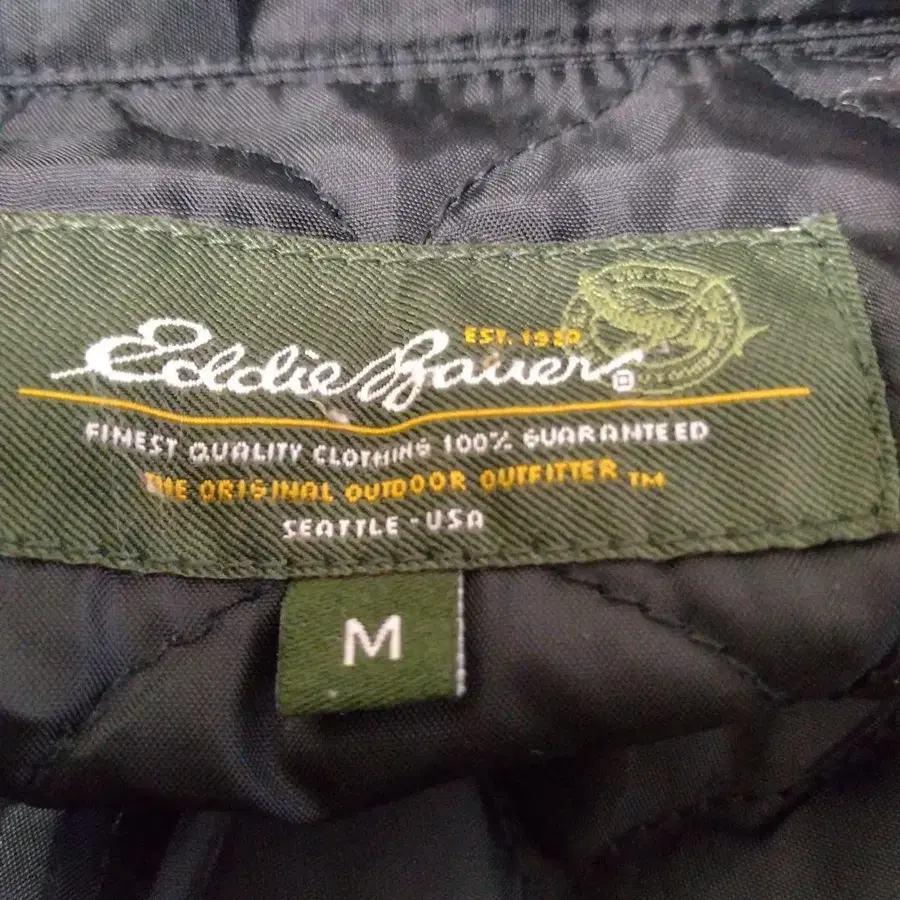 EST. 1920
Eddie Bauer
FINEST QUALITY CLOTHING 100% GUARANTEED
THE ORIGINAL OUTDOOR OUTFITTER ™
SEATTLE - USA
M